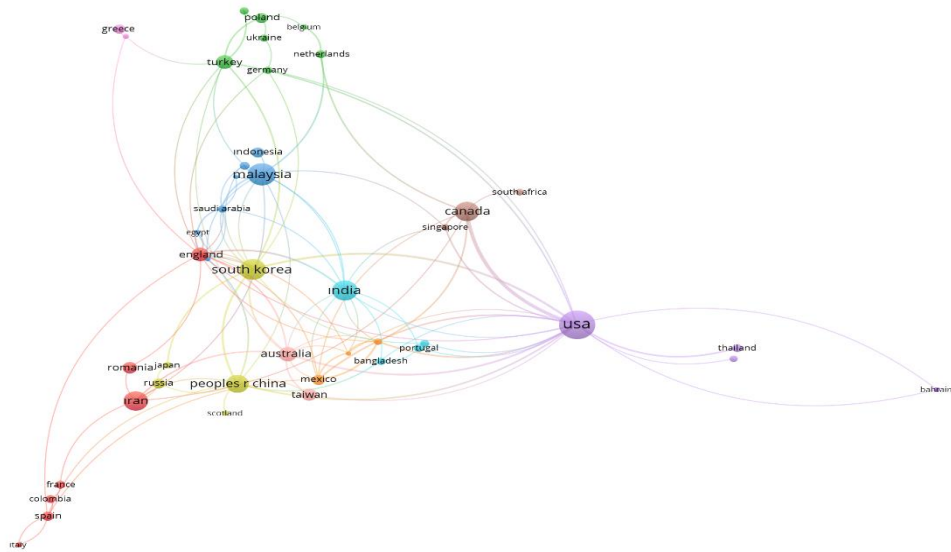 poland
greece
belgium
ukraine
netherlands
turkey
germany
indonesia
malaysia
south africa
saudi arabia
canada
singapore
egypt
england
south korea
india
usa
portugal
thailand
australia
bangladesh
romania
japan
mexico
russia
peoples r china
bahrain
taiwan
iran
scotland
france
colombia
spain
italy